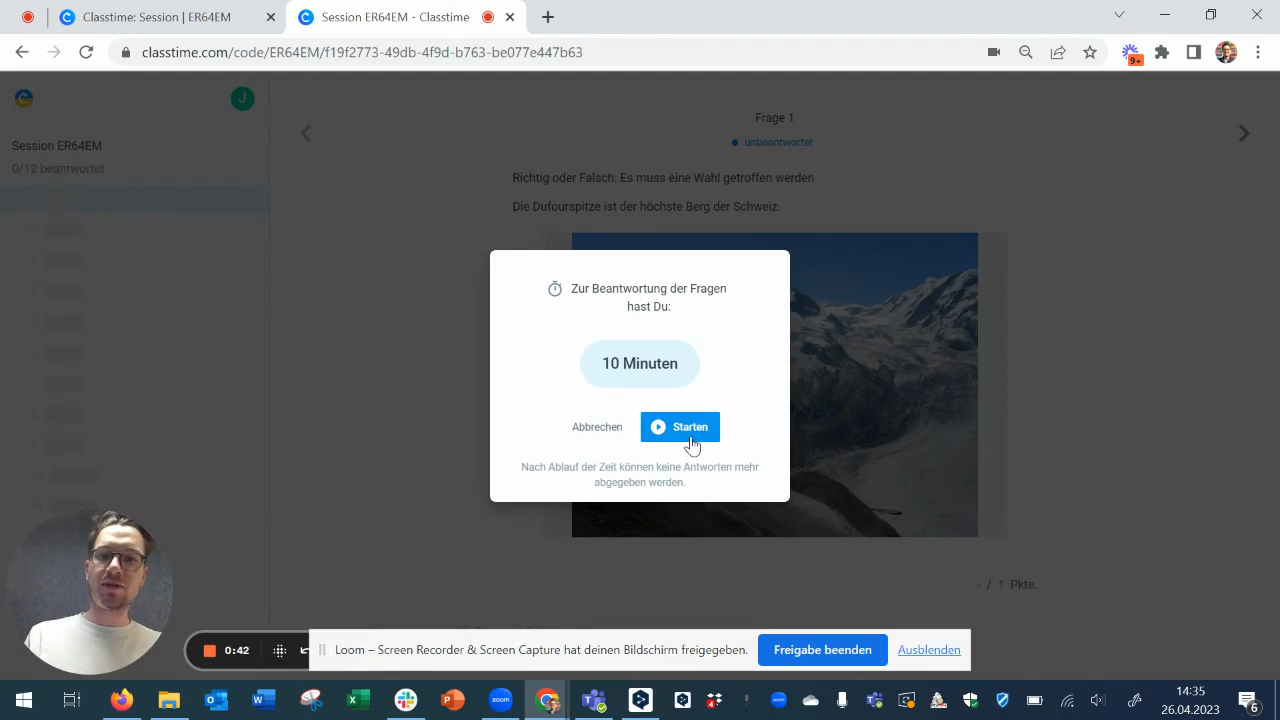 Classtime: Session | ER64EM
Session ER64EM - Classtime
classtime.com/code/ER64EM/f19f2773-49db-4f9d-b763-be077e447b63
9+
J
Session ER64EM
0/12 beantwortet
Frage 1
unbeantwortet
Richtig oder Falsch: Es muss eine Wahl getroffen werden
Die Dufourspitze ist der höchste Berg der Schweiz.
Zur Beantwortung der Fragen
hast Du:
10 Minuten
Abbrechen
Starten
Nach Ablauf der Zeit können keine Antworten mehr
abgegeben werden.
- / 1 Pkte.
0:42
Loom – Screen Recorder & Screen Capture hat deinen Bildschirm freigegeben.
Freigabe beenden
Ausblenden
zoom
4
14:35
26.04.2023
6